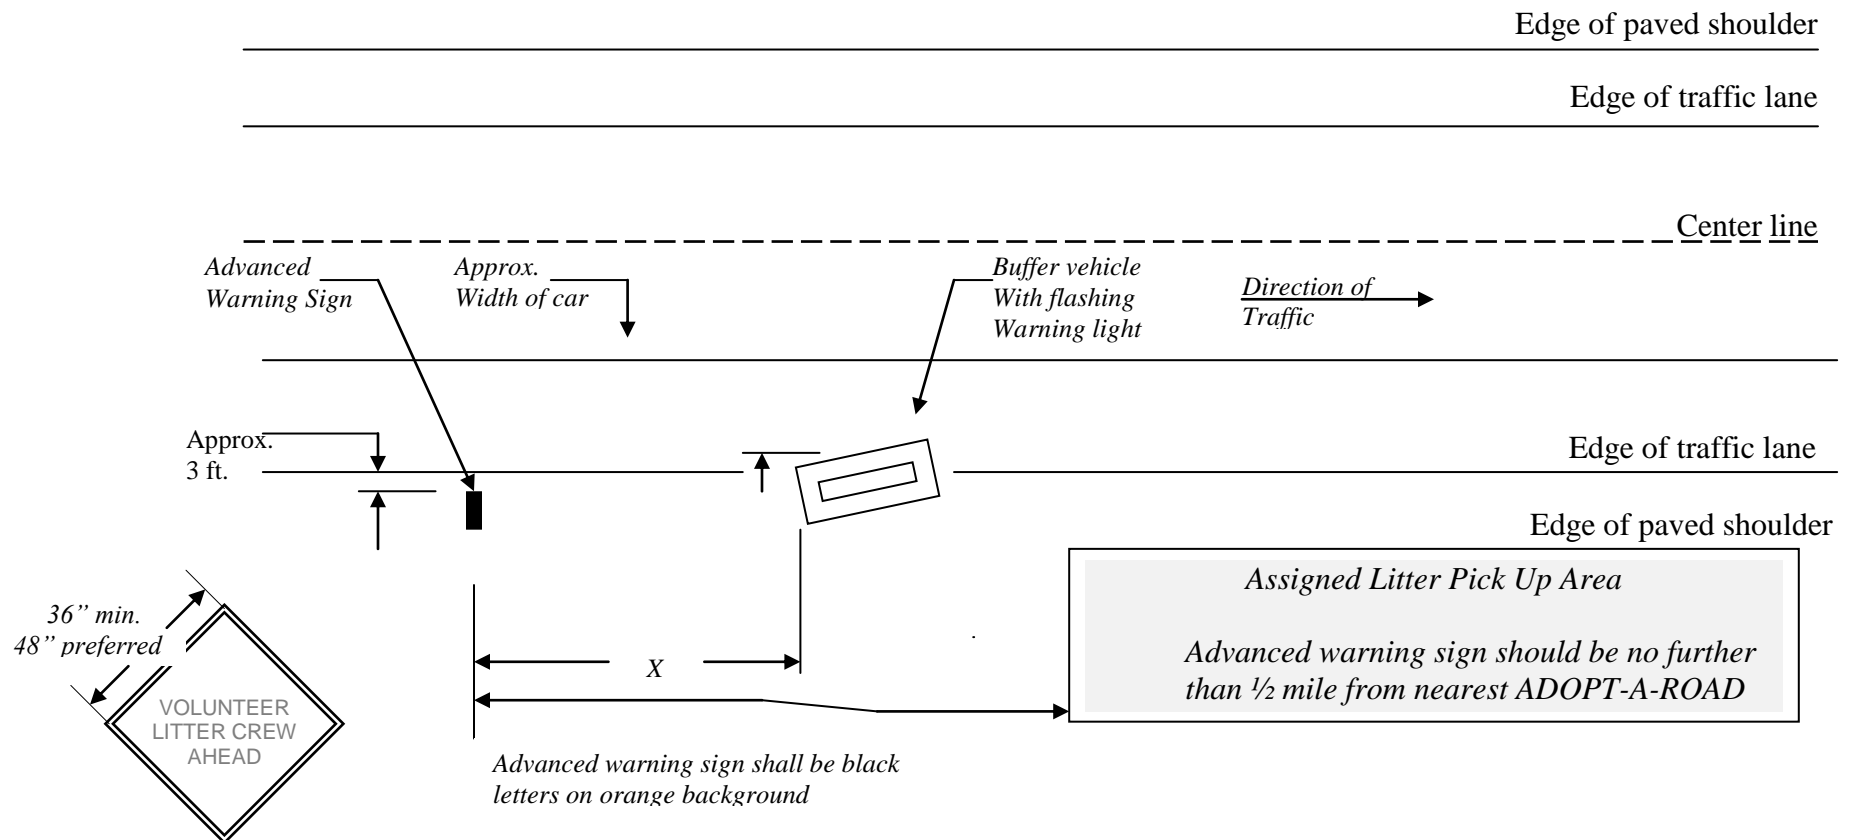 Edge of paved shoulder
Edge of traffic lane
Center line
Advanced
Warning Sign
Approx.
Width of car
Buffer vehicle
With flashing
Warning light
Direction of
Traffic
Approx.
3 ft.
Edge of traffic lane
Edge of paved shoulder
36” min.
48” preferred
VOLUNTEER
LITTER CREW
AHEAD
X
Assigned Litter Pick Up Area
Advanced warning sign should be no further
than ½ mile from nearest ADOPT-A-ROAD
Advanced warning sign shall be black
letters on orange background